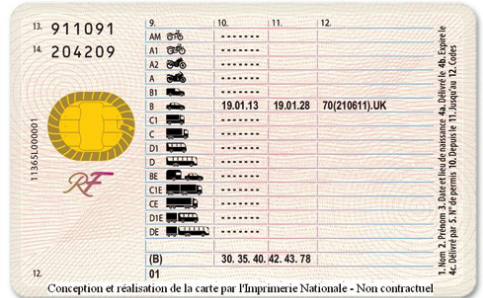 13. 911091
14. 204209
11365L000001
RF
9. 10. 11. 12.
AM -------
A1 -------
A2 -------
A -------
B1 -------
B 19.01.13 19.01.28 70(210611).UK
C1 -------
C -------
D1 -------
D -------
BE -------
C1E -------
CE -------
D1E -------
DE -------
(B) 30. 35. 40. 42. 43. 78
12. 01
1. Nom 2. Prénom 3. Date et lieu de naissance 4a. Délivré le 4b. Expire le
4c. Délivré par 5. N° de permis 10. Depuis le 11. Jusqu'au 12. Codes
Conception et réalisation de la carte par l'Imprimerie Nationale - Non contractuel